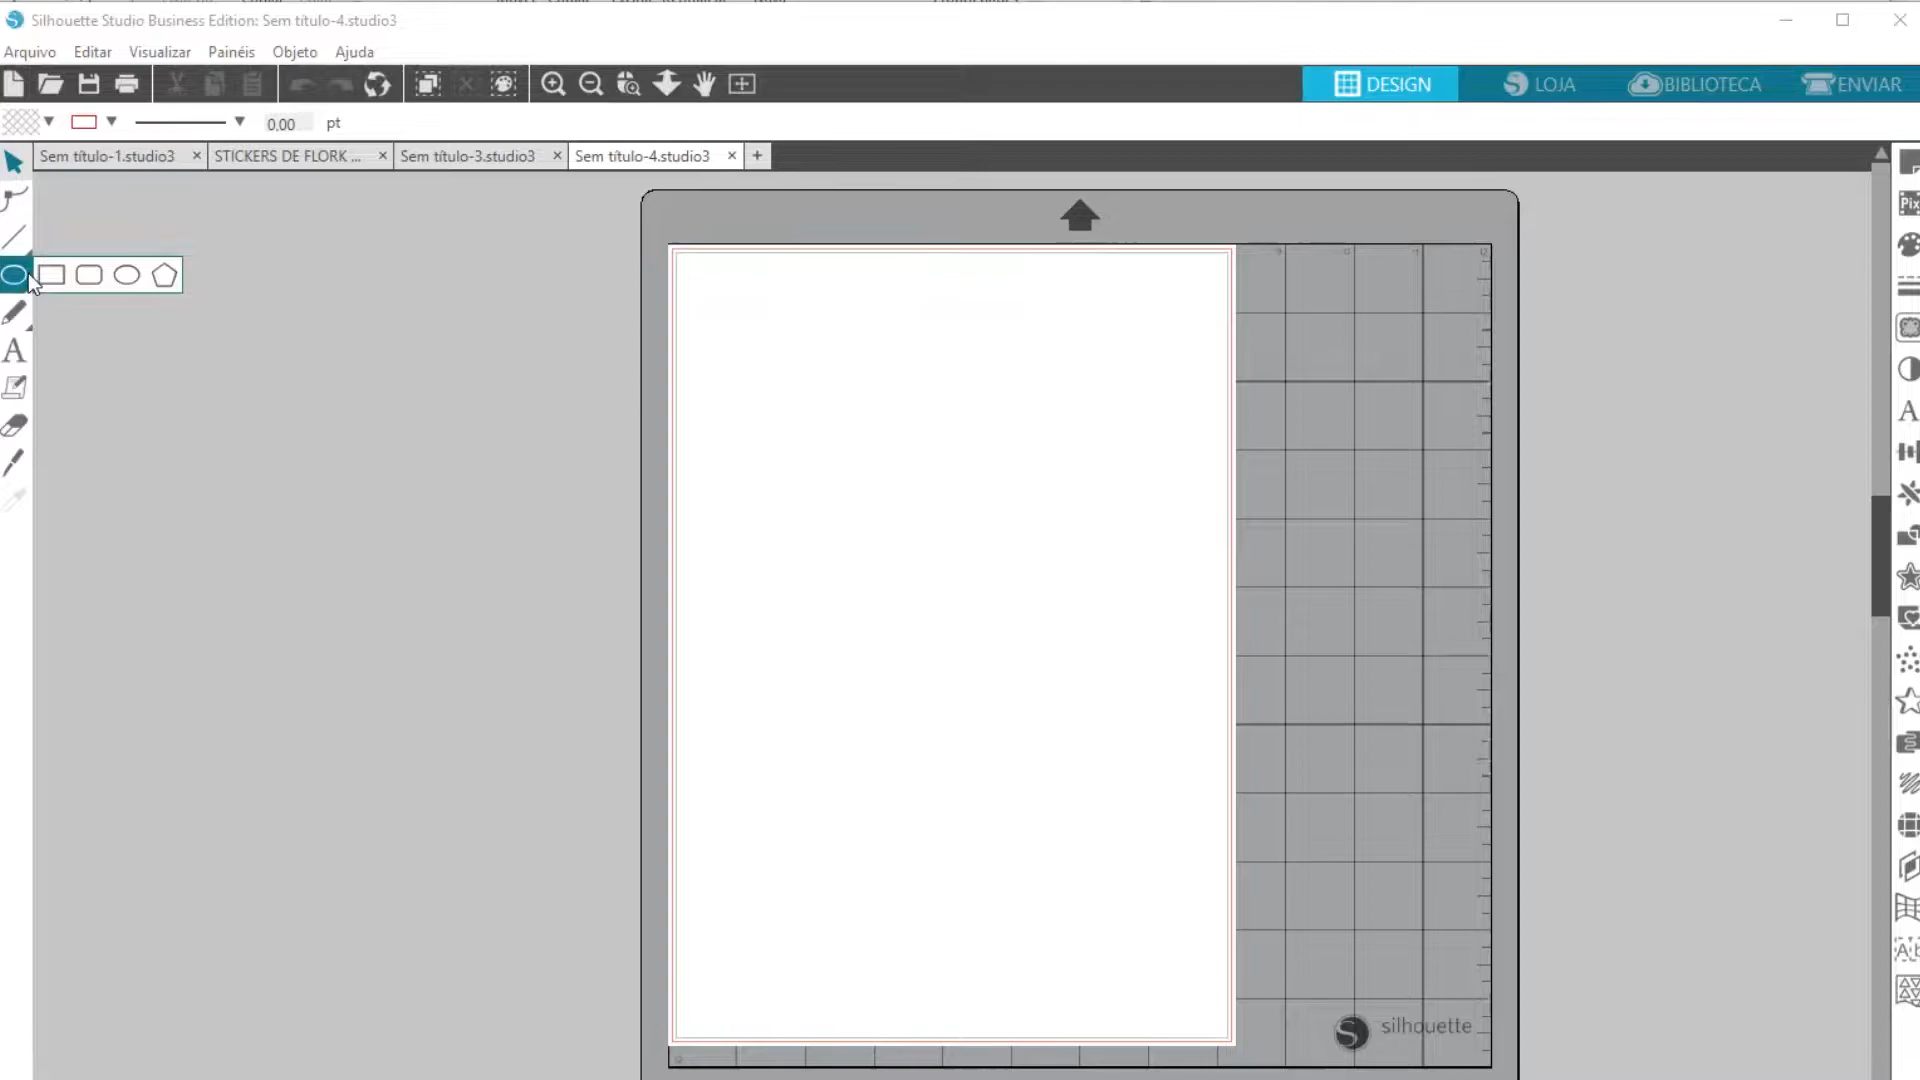 Silhouette Studio Business Edition: Sem título-4.studio3
Arquivo Editar Visualizar Painéis Objeto Ajuda
DESIGN LOJA BIBLIOTECA ENVIAR
0,00 pt
Sem título-1.studio3 STICKERS DE FLORK ... Sem título-3.studio3 Sem título-4.studio3
silhouette